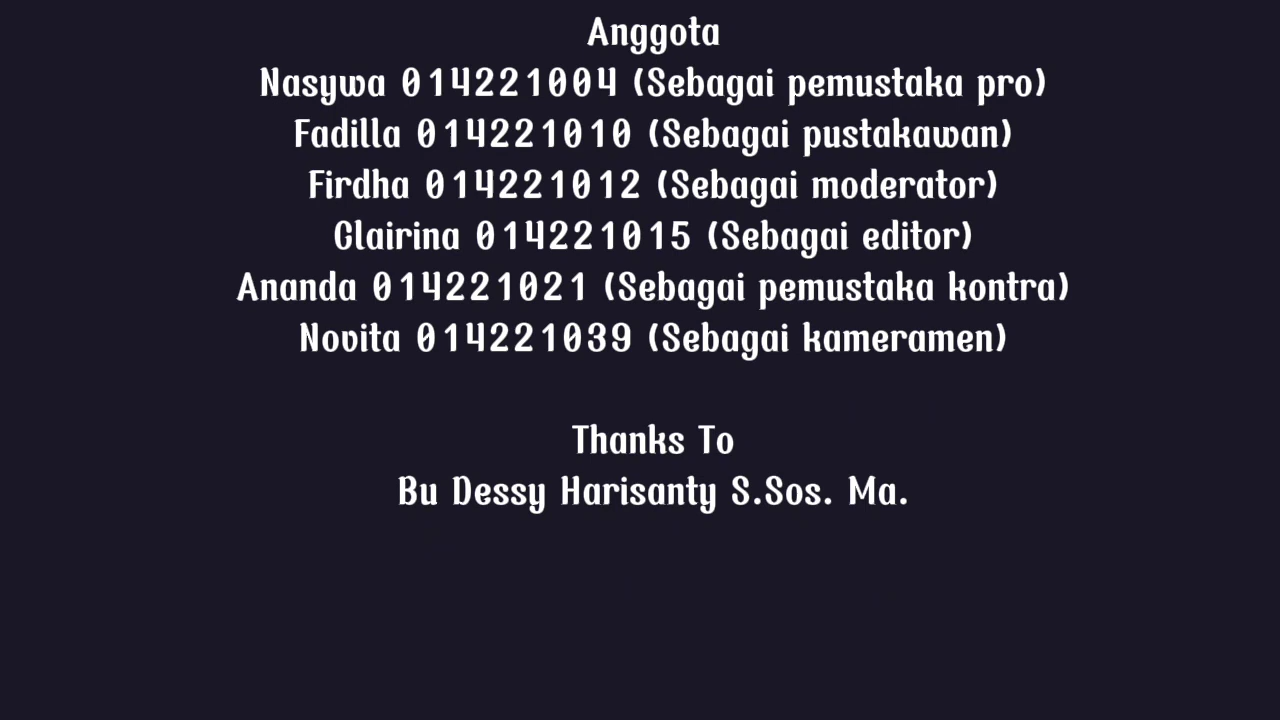 Anggota
Nasywa 014221004 (Sebagai pemustaka pro)
Fadilla 014221010 (Sebagai pustakawan)
Firdha 014221012 (Sebagai moderator)
Clairina 014221015 (Sebagai editor)
Ananda 014221021 (Sebagai pemustaka kontra)
Novita 014221039 (Sebagai kameramen)
Thanks To
Bu Dessy Harisanty S.Sos. Ma.